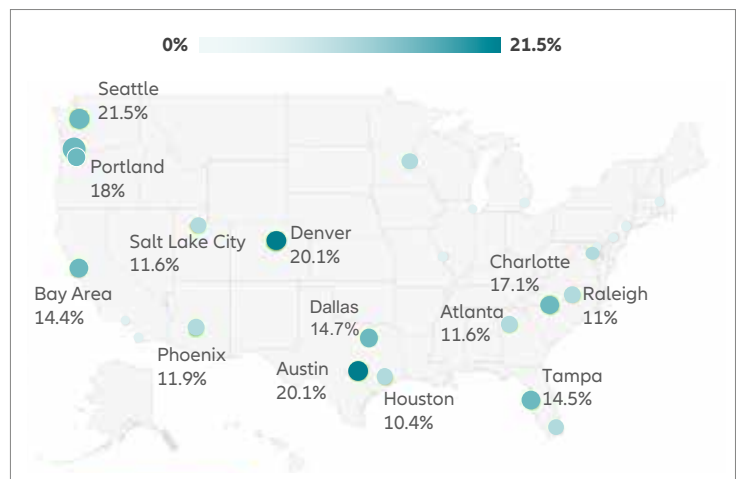 0%
21.5%
Seattle
21.5%
Portland
18%
Salt Lake City
11.6%
Denver
20.1%
Bay Area
14.4%
Phoenix
11.9%
Dallas
14.7%
Austin
20.1%
Houston
10.4%
Charlotte
17.1%
Atlanta
11.6%
Raleigh
11%
Tampa
14.5%